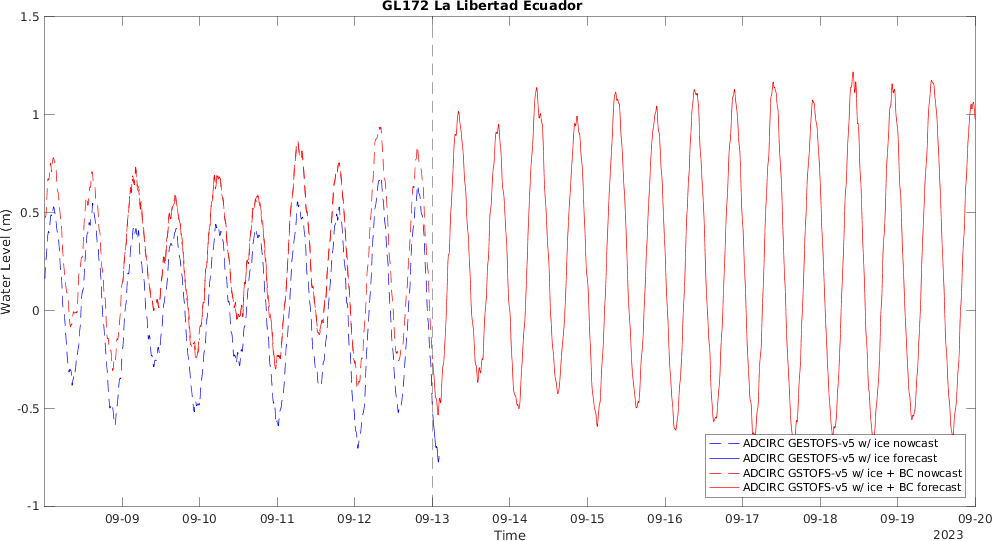 GL172 La Libertad Ecuador
1.5
1
0.5
0
-0.5
-1
Water Level (m)
ADCIRC GESTOFS-v5 w/ ice nowcast
ADCIRC GESTOFS-v5 w/ ice forecast
ADCIRC GSTOFS-v5 w/ ice + BC nowcast
ADCIRC GSTOFS-v5 w/ ice + BC forecast
09-09 09-10 09-11 09-12 09-13 09-14 09-15 09-16 09-17 09-18 09-19 09-20
Time
2023